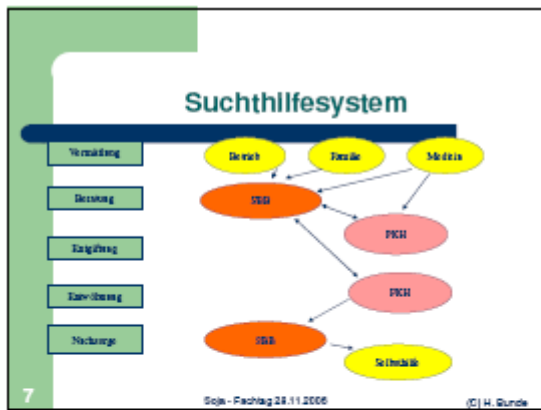 Suchthilfesystem
Vermittlung
Betrieb Familie Medizin
Beratung
SBB
PKH
Entgiftung
Entwöhnung
PKH
Nachsorge
SBB
Selbsthilfe
7
Soja - Fachtag 28.11.2006
(C) H. Bunde